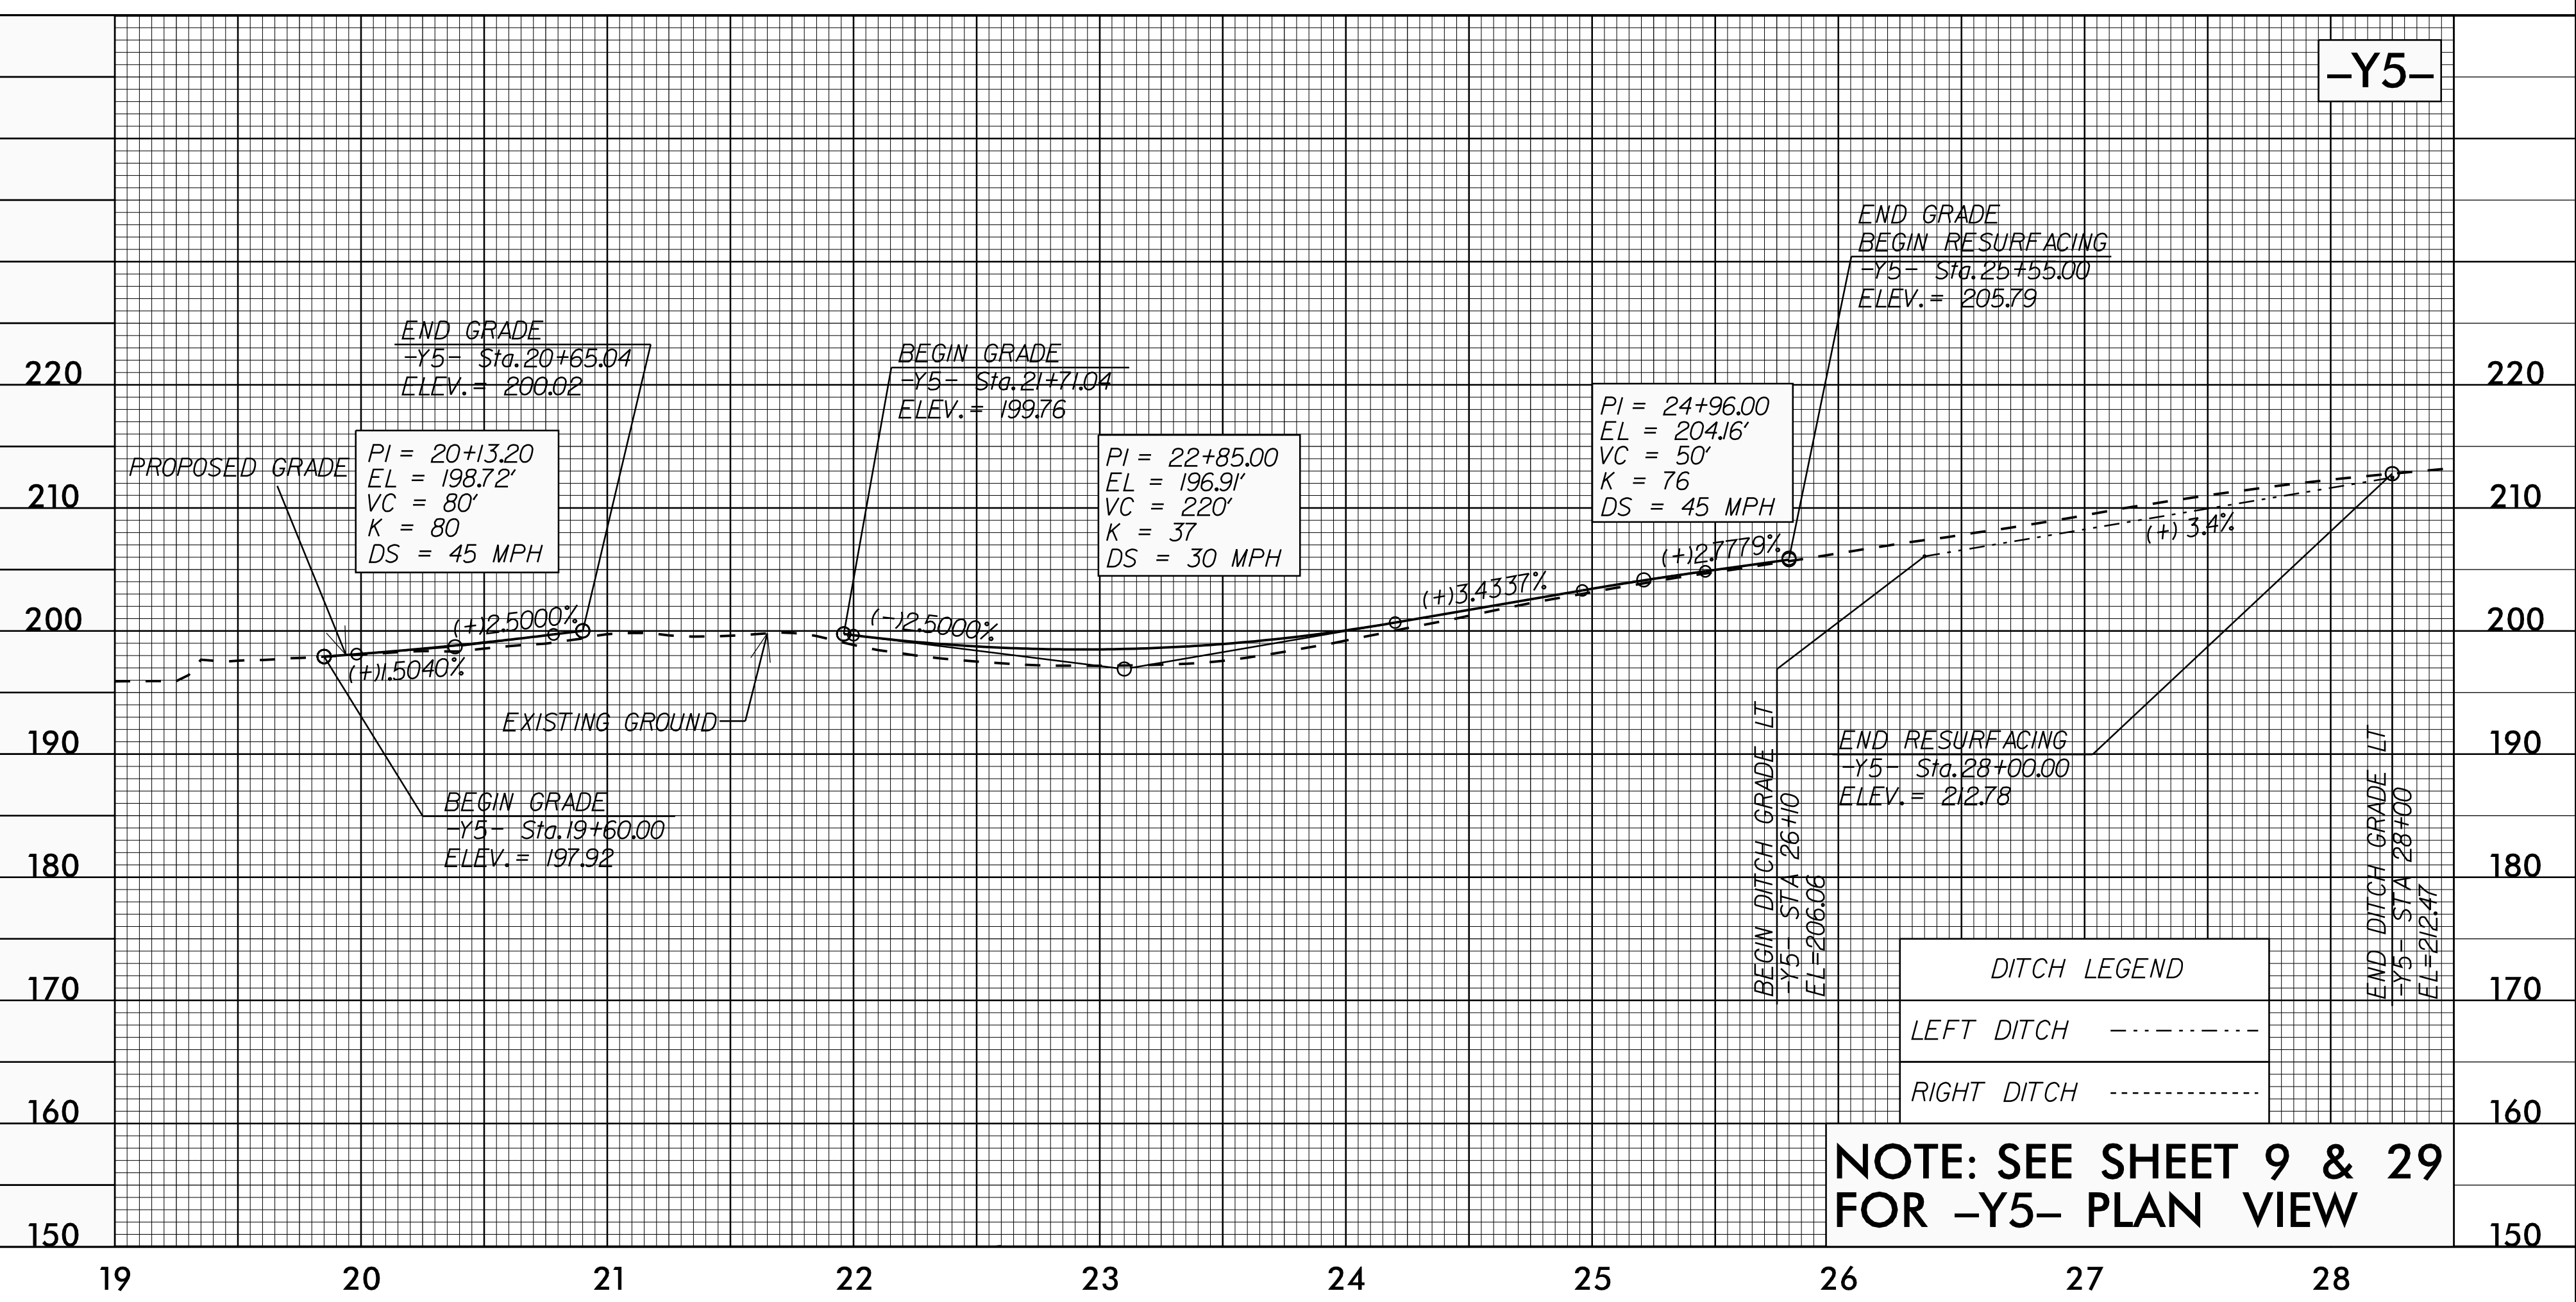 -Y5-
END GRADE
BEGIN RESURFACING
-Y5- Sta.25+55.00
ELEV. = 205.79
END GRADE
-Y5- Sta.20+65.04
ELEV. = 200.02
BEGIN GRADE
-Y5- Sta.21+71.04
ELEV. = 199.76
PI = 20+13.20
EL = 198.72'
VC = 80'
K = 80
DS = 45 MPH
PI = 22+85.00
EL = 196.91'
VC = 220'
K = 37
DS = 30 MPH
PI = 24+96.00
EL = 204.16'
VC = 50'
K = 76
DS = 45 MPH
PROPOSED GRADE
(+)1.5040%
(+)2.5000%
(-)2.5000%
(+)3.4337%
(+)2.7779%
(+) 3.4%
EXISTING GROUND
BEGIN GRADE
-Y5- Sta.19+60.00
ELEV. = 197.92
END RESURFACING
-Y5- Sta.28+00.00
ELEV. = 212.78
BEGIN DITCH GRADE LT
-Y5- STA 26+10
EL=206.06
END DITCH GRADE LT
-Y5- STA 28+00
EL=212.47
DITCH LEGEND
LEFT DITCH
RIGHT DITCH
NOTE: SEE SHEET 9 & 29
FOR -Y5- PLAN VIEW
220
210
200
190
180
170
160
150
220
210
200
190
180
170
160
150
19 20 21 22 23 24 25 26 27 28